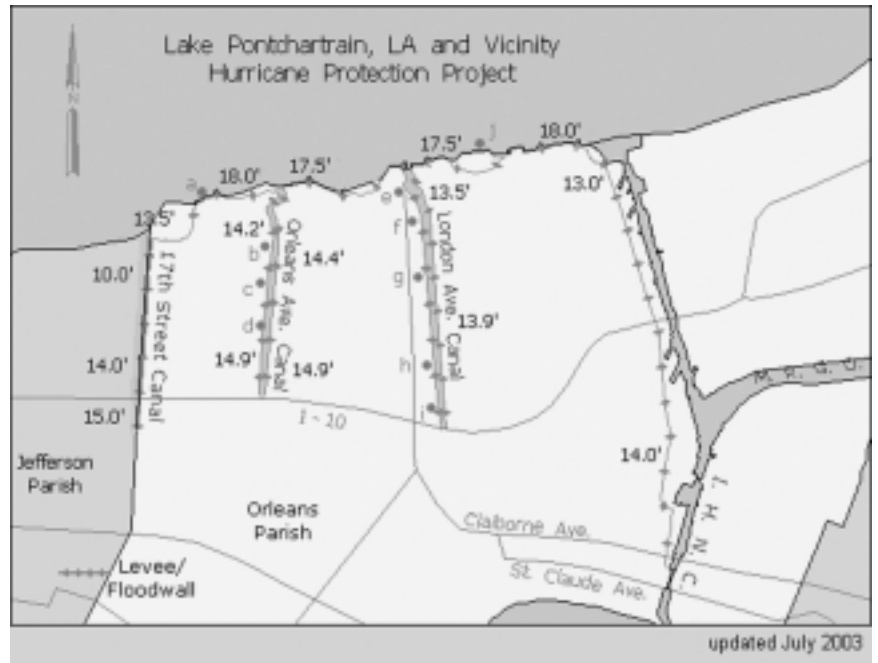 Lake Pontchartrain, LA and Vicinity
Hurricane Protection Project
N
j
17.5'
18.0'
17.5'
18.0'
a
13.5'
13.0'
e
13.5'
f
14.2'
Orleans Ave. Canal
London Ave. Canal
b
14.4'
10.0'
17th Street Canal
c
g
d
13.9'
14.0'
14.9'
14.9'
h
M. R. G. O.
15.0'
I-10
i
14.0'
Jefferson
Parish
Orleans
Parish
I. H. N. C.
Claiborne Ave.
St. Claude Ave.
Levee/
Floodwall
updated July 2003